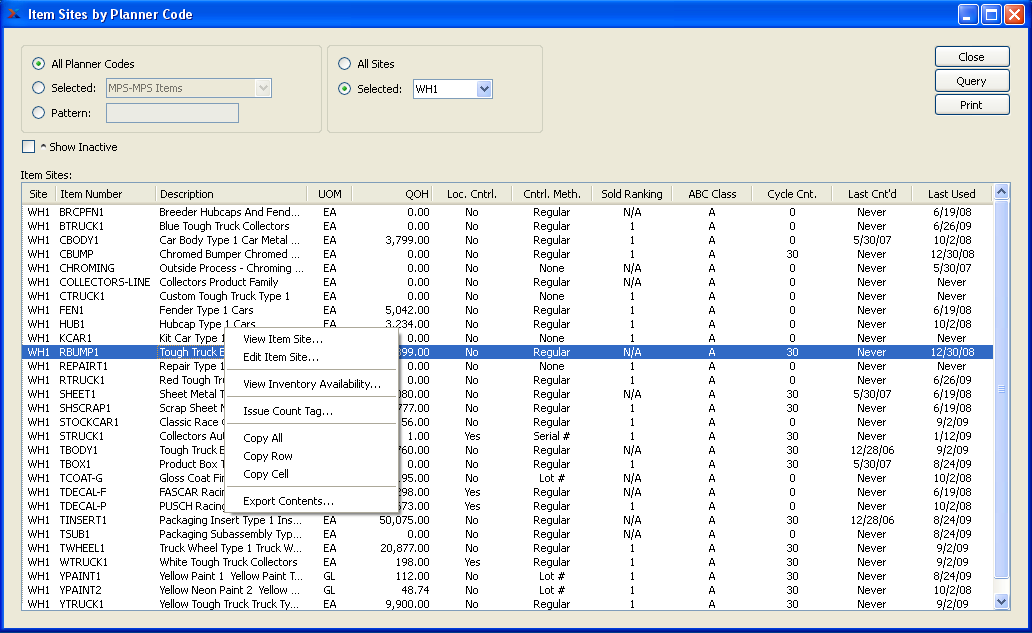 Item Sites by Planner Code
All Planner Codes
Selected: MPS-MPS Items
Pattern:
All Sites
Selected: WH1
Close
Query
Print
^ Show Inactive
Item Sites:
Site Item Number Description UOM QOH Loc. Cntrl. Cntrl. Meth. Sold Ranking ABC Class Cycle Cnt. Last Cnt'd Last Used
WH1 BRCPFN1 Breeder Hubcaps And Fend... EA 0.00 No Regular N/A A 0 Never 6/19/08
WH1 BTRUCK1 Blue Tough Truck Collectors EA 0.00 No Regular 1 A 0 Never 6/26/09
WH1 CBODY1 Car Body Type 1 Car Metal ... EA 3,799.00 No Regular 1 A 0 5/30/07 10/2/08
WH1 CBUMP Chromed Bumper Chromed ... EA 0.00 No Regular 1 A 30 Never 12/30/08
WH1 CHROMING Outside Process - Chroming ... EA 0.00 No None N/A A 0 Never 5/30/07
WH1 COLLECTORS-LINE Collectors Product Family EA 0.00 No Regular N/A A 0 Never Never
WH1 CTRUCK1 Custom Tough Truck Type 1 EA 0.00 No None 1 A 0 Never Never
WH1 FEN1 Fender Type 1 Cars EA 5,042.00 No Regular 1 A 0 Never 6/19/08
WH1 HUB1 Hubcap Type 1 Cars EA 3,234.00 No Regular 1 A 0 Never 10/2/08
WH1 KCAR1 Kit Car Type 1 No None 1 A 0 Never Never
WH1 RBUMP1 Tough Truck 399.00 No Regular N/A A 30 Never 12/30/08
WH1 REPAIRT1 Repair Type 1 0.00 No None 1 A 0 Never Never
WH1 RTRUCK1 Red Tough Tr 0.00 No Regular 1 A 0 Never 6/26/09
WH1 SHEET1 Sheet Metal T 080.00 No Regular N/A A 0 5/30/07 6/19/08
WH1 SHSCRAP1 Scrap Sheet 777.00 No Regular 1 A 0 Never 6/19/08
WH1 STOCKCAR1 Classic Race 56.00 No Regular 1 A 0 Never 9/2/09
WH1 STRUCK1 Collectors Au 1.00 Yes Serial # 1 A 30 Never 1/12/09
WH1 TBODY1 Tough Truck 760.00 No Regular N/A A 30 12/28/06 9/2/09
WH1 TBOX1 Product Box T 0.00 No Regular 1 A 0 5/30/07 8/24/09
WH1 TCOAT-G Gloss Coat Fin 95.00 No Lot # N/A A 0 Never 10/2/08
WH1 TDECAL-F FASCAR Racin 298.00 Yes Regular N/A A 0 Never 6/19/08
WH1 TDECAL-P PUSCH Racing 573.00 Yes Regular 1 A 0 Never 10/2/08
WH1 TINSERT1 Packaging Insert Type 1 Ins... EA 50,075.00 No Regular N/A A 30 12/28/06 8/24/09
WH1 TSUB1 Packaging Subassembly Typ... EA 0.00 No Regular N/A A 0 Never 8/24/09
WH1 TWHEEL1 Truck Wheel Type 1 Truck W... EA 20,877.00 No Regular 1 A 30 Never 9/2/09
WH1 WTRUCK1 White Tough Truck Collectors EA 198.00 Yes Regular 1 A 30 Never 9/2/09
WH1 YPAINT1 Yellow Paint 1 Yellow Paint T... GL 112.00 No Lot # 1 A 30 Never 8/24/09
WH1 YPAINT2 Yellow Neon Paint 2 Yellow ... GL 48.74 No Lot # 1 A 30 Never 10/2/08
WH1 YTRUCK1 Yellow Tough Truck Truck Ty... EA 9,900.00 No Regular 1 A 30 Never 9/2/09
View Item Site...
Edit Item Site...
View Inventory Availability...
Issue Count Tag...
Copy All
Copy Row
Copy Cell
Export Contents...